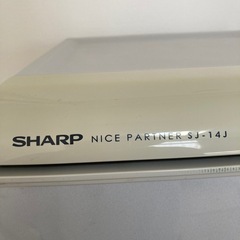 SHARP NICE PARTNER SJ-14J